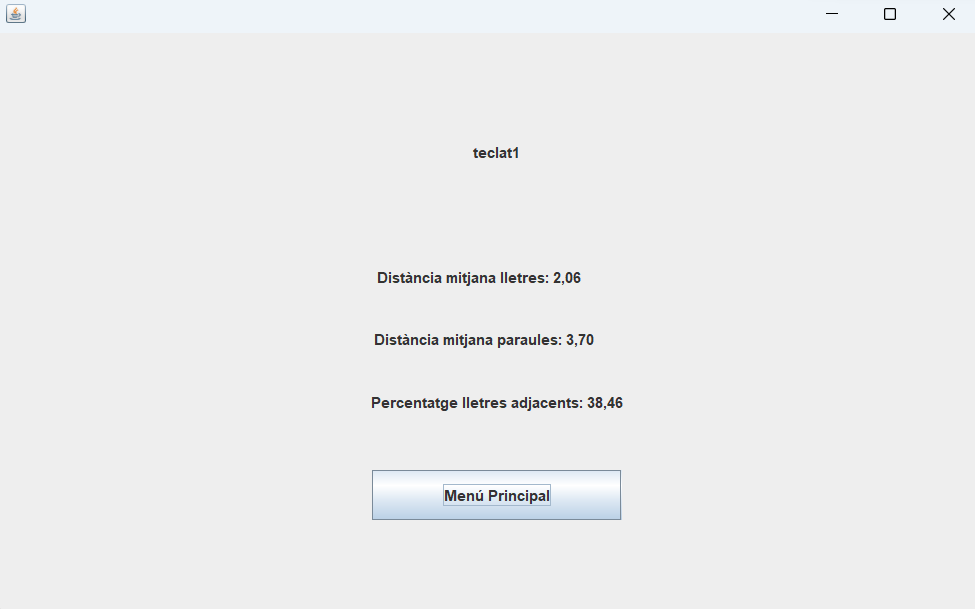 teclat1
Distància mitjana lletres: 2,06
Distància mitjana paraules: 3,70
Percentatge lletres adjacents: 38,46
Menú Principal